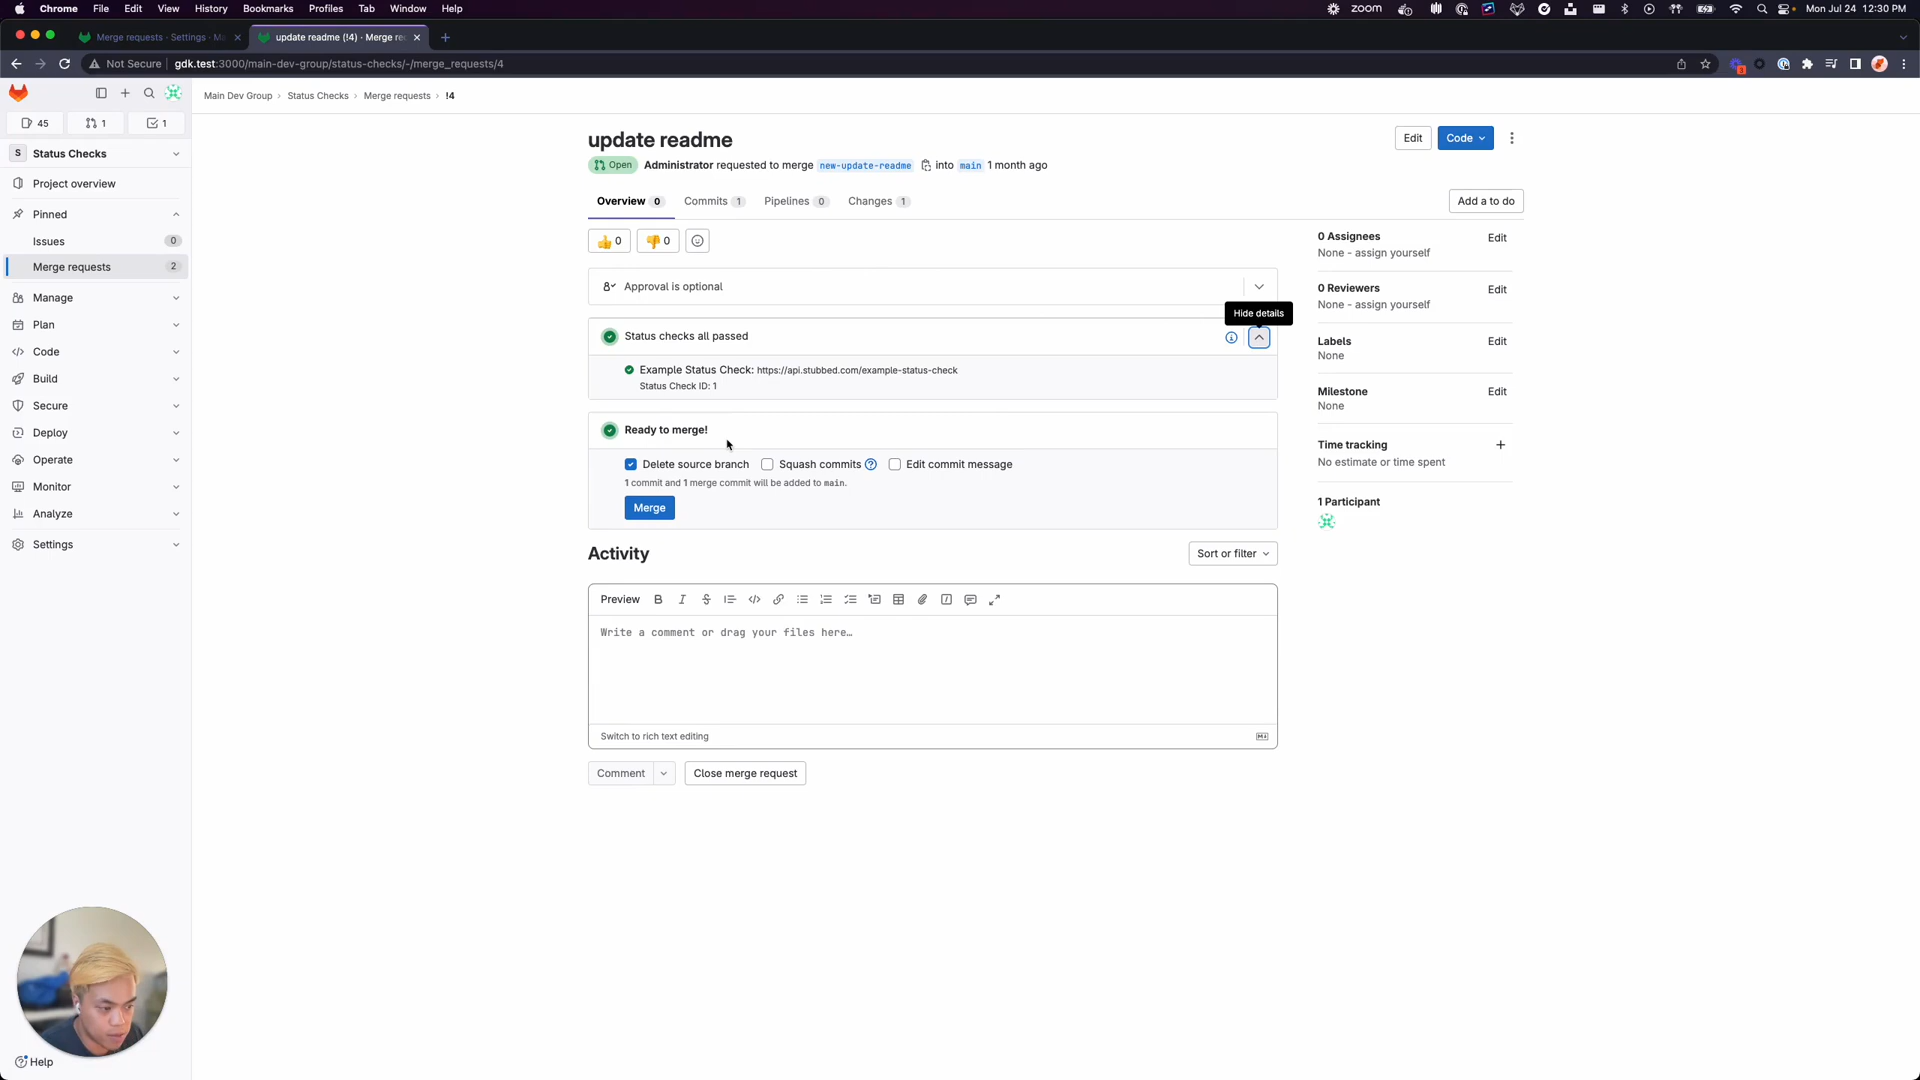 Chrome File Edit View History Bookmarks Profiles Tab Window Help zoom Mon Jul 24 12:30 PM
Merge requests · Settings · M update readme (!4) · Merge re
Not Secure gdk.test:3000/main-dev-group/status-checks/-/merge_requests/4
Main Dev Group › Status Checks › Merge requests › !4
45 1 1
S Status Checks
Project overview
Pinned
Issues 0
Merge requests 2
Manage
Plan
Code
Build
Secure
Deploy
Operate
Monitor
Analyze
Settings
Help
update readme
Edit Code
Open Administrator requested to merge new-update-readme into main 1 month ago
Overview 0 Commits 1 Pipelines 0 Changes 1
Add a to do
👍 0 👎 0
Approval is optional
Hide details
Status checks all passed
Example Status Check: https://api.stubbed.com/example-status-check
Status Check ID: 1
Ready to merge!
Delete source branch Squash commits Edit commit message
1 commit and 1 merge commit will be added to main.
Merge
Activity
Sort or filter
Preview
Write a comment or drag your files here…
Switch to rich text editing
Comment Close merge request
0 Assignees Edit
None - assign yourself
0 Reviewers Edit
None - assign yourself
Labels Edit
None
Milestone Edit
None
Time tracking +
No estimate or time spent
1 Participant